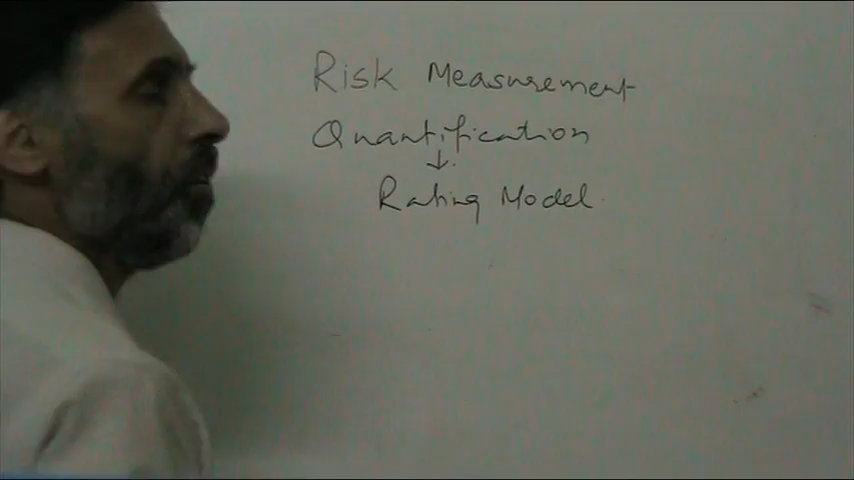 Risk Measurement
Quantification
↓
Rating Model